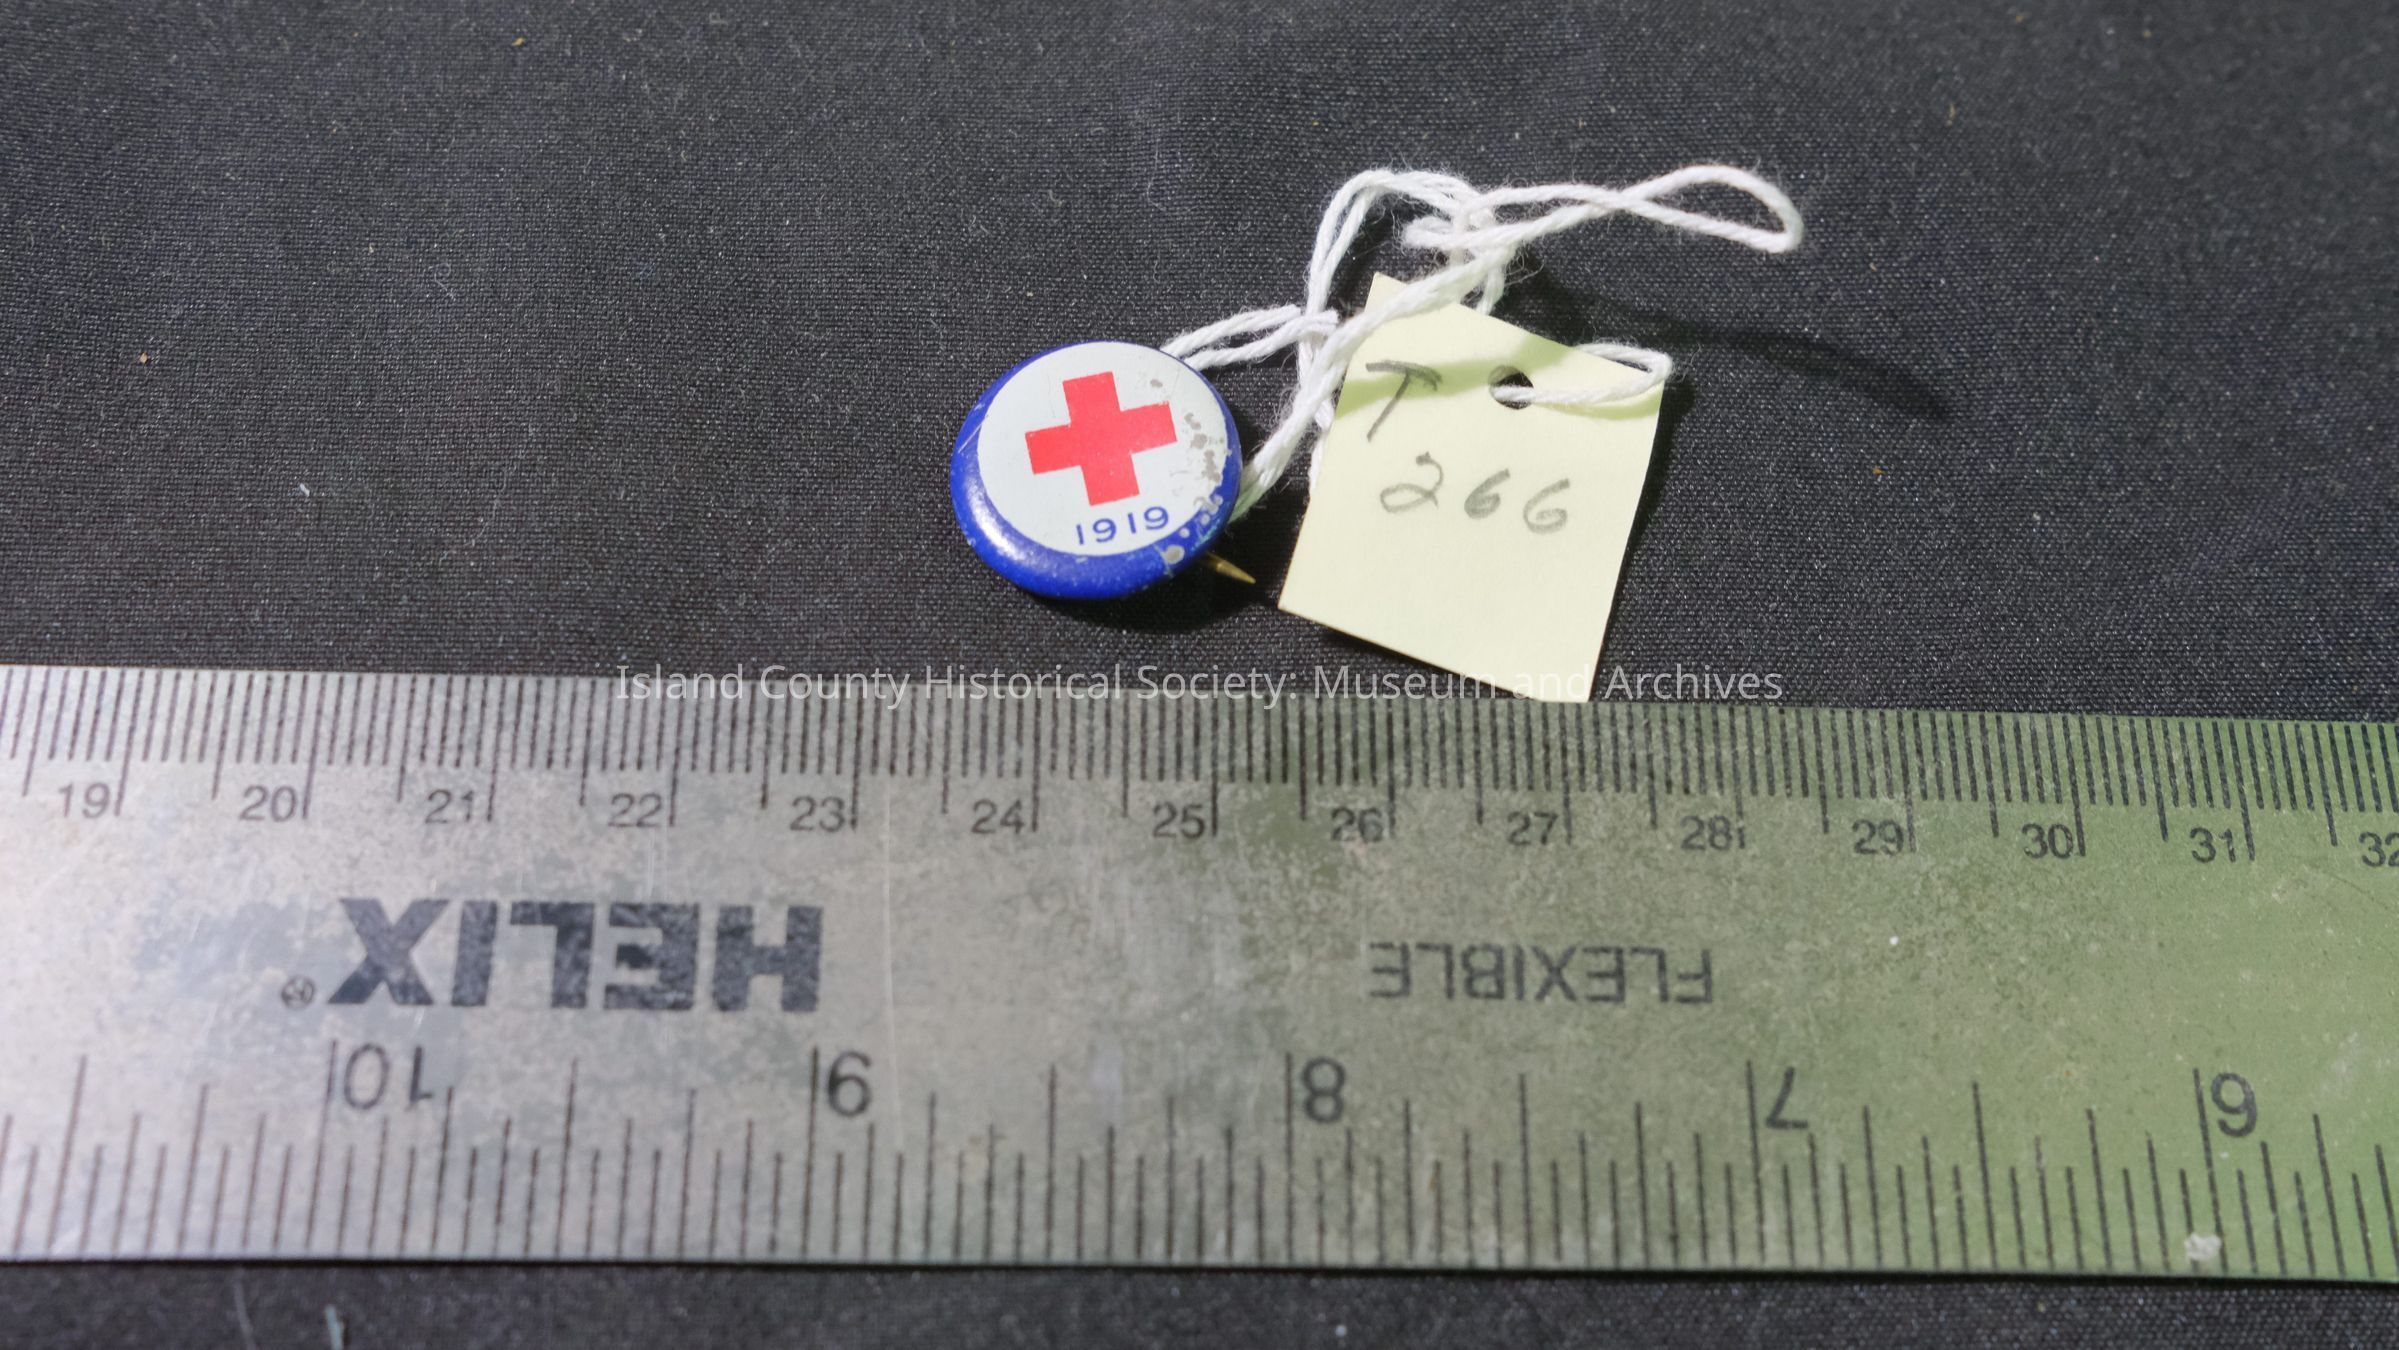 1919
T
266
Island County Historical Society: Museum and Archives
19 20 21 22 23 24 25 26 27 28 29 30 31 32
HELIX® FLEXIBLE
10 9 8 7 6